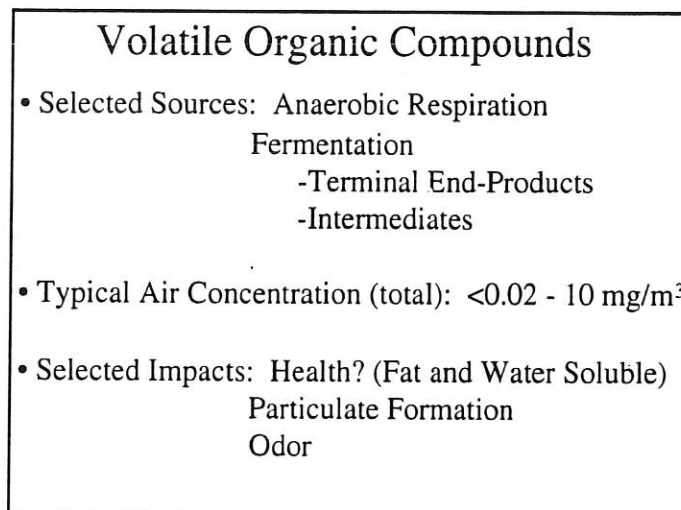 Volatile Organic Compounds
• Selected Sources: Anaerobic Respiration
Fermentation
-Terminal End-Products
-Intermediates
• Typical Air Concentration (total): <0.02 - 10 mg/m³
• Selected Impacts: Health? (Fat and Water Soluble)
Particulate Formation
Odor